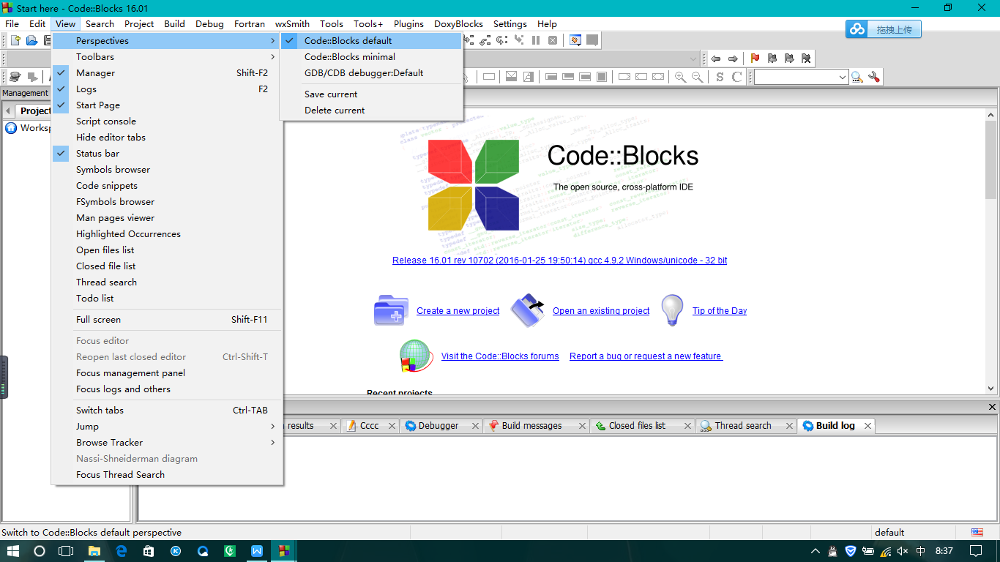 Start here - Code::Blocks 16.01
File Edit View Search Project Build Debug Fortran wxSmith Tools Tools+ Plugins DoxyBlocks Settings Help
拖拽上传
Perspectives
Toolbars
Manager Shift-F2
Logs F2
Start Page
Script console
Hide editor tabs
Status bar
Symbols browser
Code snippets
FSymbols browser
Man pages viewer
Highlighted Occurrences
Open files list
Closed file list
Thread search
Todo list
Full screen Shift-F11
Focus editor
Reopen last closed editor Ctrl-Shift-T
Focus management panel
Focus logs and others
Switch tabs Ctrl-TAB
Jump
Browse Tracker
Nassi-Shneiderman diagram
Focus Thread Search
Code::Blocks default
Code::Blocks minimal
GDB/CDB debugger:Default
Save current
Delete current
Management
Project
Worksp
Code::Blocks
The open source, cross-platform IDE
Release 16.01 rev 10702 (2016-01-25 19:50:14) gcc 4.9.2 Windows/unicode - 32 bit
Create a new project Open an existing project Tip of the Day
Visit the Code::Blocks forums Report a bug or request a new feature
Recent projects
results Cccc Debugger Build messages Closed files list Thread search Build log
Switch to Code::Blocks default perspective default
中 8:37